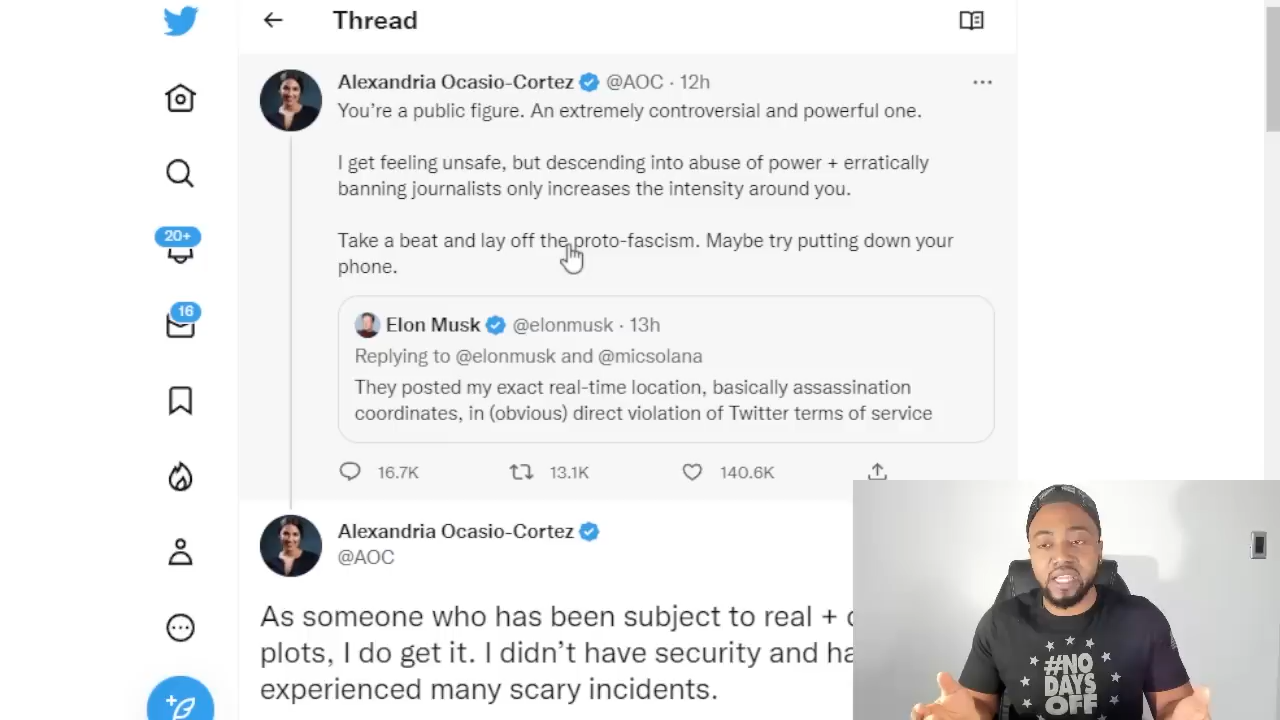 Thread
Alexandria Ocasio-Cortez @AOC · 12h
You're a public figure. An extremely controversial and powerful one.
I get feeling unsafe, but descending into abuse of power + erratically
banning journalists only increases the intensity around you.
Take a beat and lay off the proto-fascism. Maybe try putting down your
phone.
20+
16
Elon Musk @elonmusk · 13h
Replying to @elonmusk and @micsolana
They posted my exact real-time location, basically assassination
coordinates, in (obvious) direct violation of Twitter terms of service
16.7K 13.1K 140.6K
Alexandria Ocasio-Cortez
@AOC
As someone who has been subject to real +
plots, I do get it. I didn't have security and
experienced many scary incidents.
#NO
DAYS
OFF